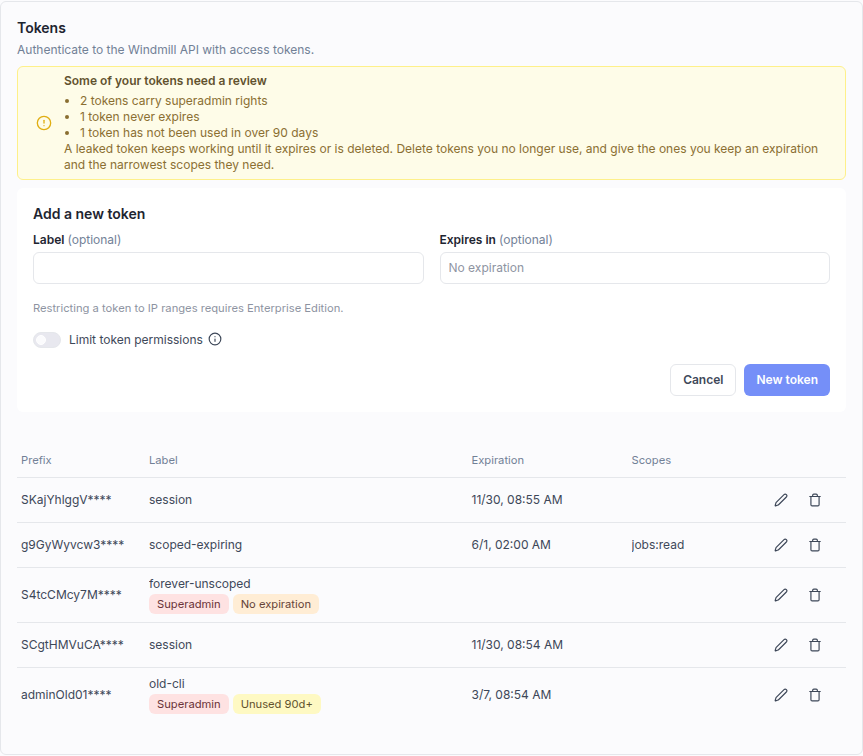 Tokens
Authenticate to the Windmill API with access tokens.
Some of your tokens need a review
• 2 tokens carry superadmin rights
• 1 token never expires
• 1 token has not been used in over 90 days
A leaked token keeps working until it expires or is deleted. Delete tokens you no longer use, and give the ones you keep an expiration
and the narrowest scopes they need.
Add a new token
Label (optional) Expires in (optional)
No expiration
Restricting a token to IP ranges requires Enterprise Edition.
Limit token permissions
Cancel New token
Prefix Label Expiration Scopes
SKajYhlggV**** session 11/30, 08:55 AM
g9GyWyvcw3**** scoped-expiring 6/1, 02:00 AM jobs:read
forever-unscoped
S4tcCMcy7M****
Superadmin No expiration
SCgtHMVuCA**** session 11/30, 08:54 AM
old-cli
adminOld01**** 3/7, 08:54 AM
Superadmin Unused 90d+